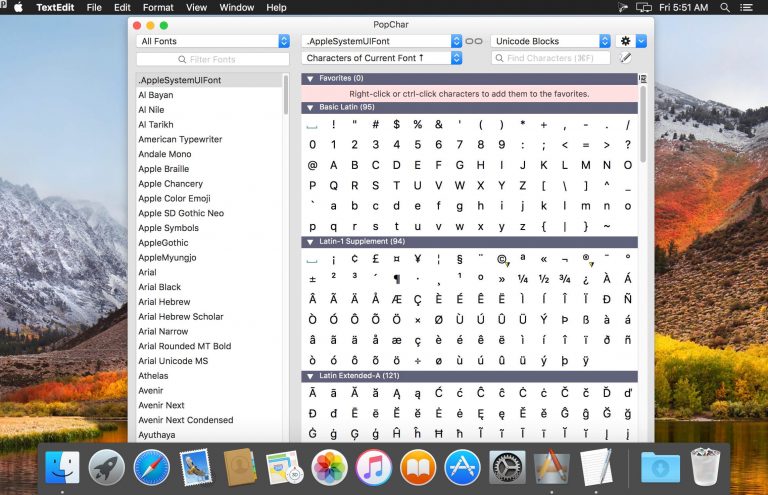 TextEdit File Edit View Window Help Fri 5:51 AM
PopChar
All Fonts .AppleSystemUIFont Unicode Blocks
Filter Fonts Characters of Current Font ↑ Find Characters (⌘F)
.AppleSystemUIFont
Al Bayan
Al Nile
Al Tarikh
American Typewriter
Andale Mono
Apple Braille
Apple Chancery
Apple Color Emoji
Apple SD Gothic Neo
Apple Symbols
AppleGothic
AppleMyungjo
Arial
Arial Black
Arial Hebrew
Arial Hebrew Scholar
Arial Narrow
Arial Rounded MT Bold
Arial Unicode MS
Athelas
Avenir
Avenir Next
Avenir Next Condensed
Ayuthaya
Favorites (0)
Right-click or ctrl-click characters to add them to the favorites.
Basic Latin (95)
! " # $ % & ' ( ) * + , - . /
0 1 2 3 4 5 6 7 8 9 : ; < = > ?
@ A B C D E F G H I J K L M N O
P Q R S T U V W X Y Z [ \ ] ^ _
` a b c d e f g h i j k l m n o
p q r s t u v w x y z { | } ~
Latin-1 Supplement (94)
¡ ¢ £ ¤ ¥ ¦ § ¨ © ª « ¬ ® ¯ °
± ² ³ ´ ¶ · ¸ ¹ º » ¼ ½ ¾ ¿ À Á
Â Ã Ä Å Æ Ç È É Ê Ë Ì Í Î Ï Ð Ñ
Ò Ó Ô Õ Ö × Ø Ù Ú Û Ü Ý Þ ß à á
â ã ä å æ ç è é ê ë ì í î ï ð ñ
ò ó ô õ ö ÷ ø ù ú û ü ý þ ÿ
Latin Extended-A (121)
Ā ā Ă ă Ą ą Ć ć Ĉ ĉ Ċ ċ Č č Ď ď
Đ đ Ē ē Ĕ ĕ Ė ė Ę ę Ě ě Ĝ ĝ Ğ ğ
Ġ ġ Ģ ģ Ĥ ĥ Ħ ħ Ĩ ĩ Ī ī Ĭ ĭ Į į